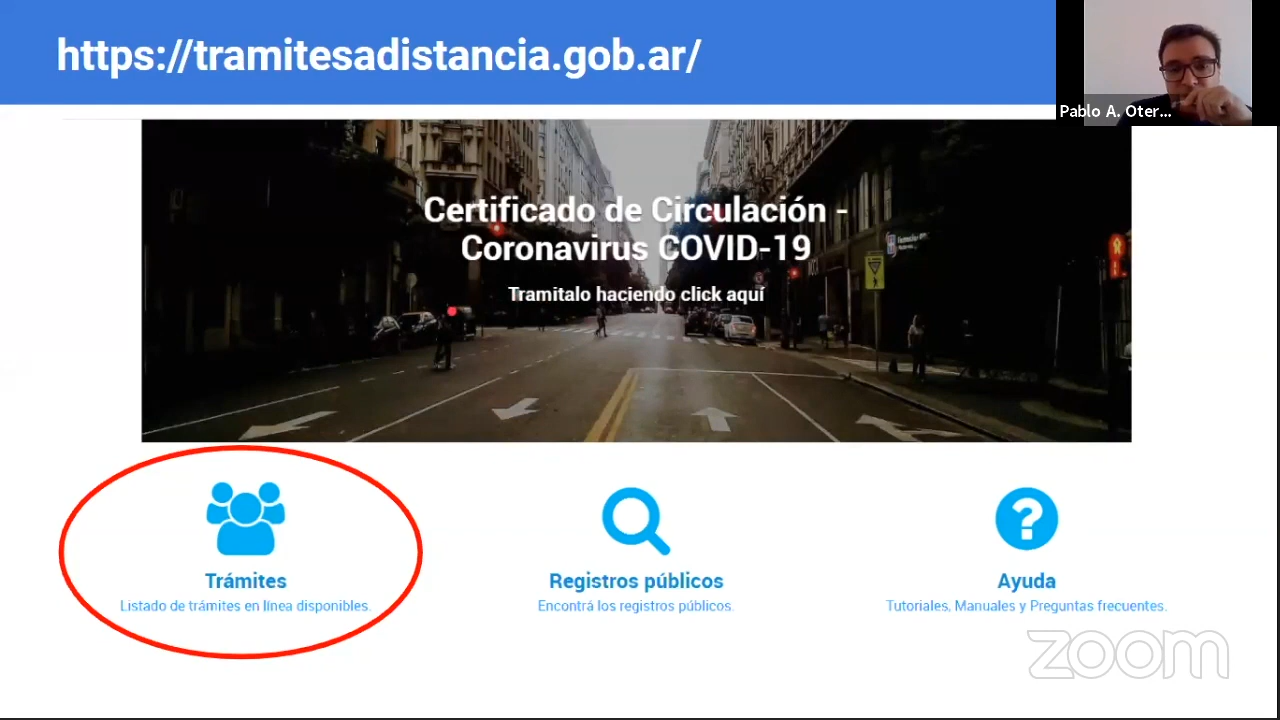 https://tramitesadistancia.gob.ar/
Pablo A. Oter...
Certificado de Circulación -
Coronavirus COVID-19
Tramitalo haciendo click aquí
Trámites
Listado de trámites en línea disponibles.
Registros públicos
Encontrá los registros públicos.
Ayuda
Tutoriales, Manuales y Preguntas frecuentes.
zoom